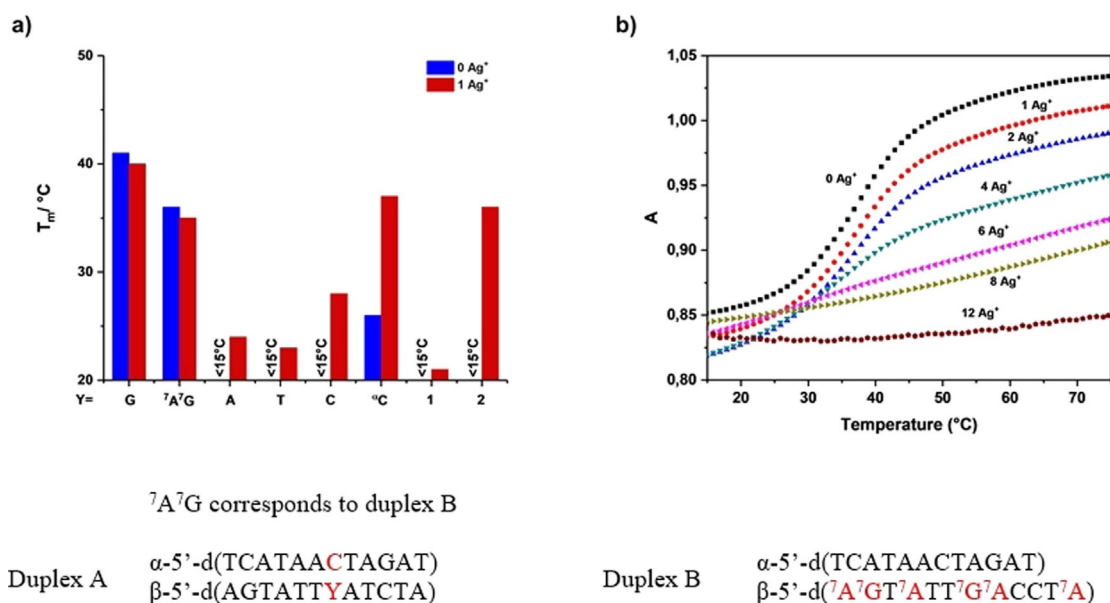 a)
50
40
30
20
Tm/ °C
0 Ag⁺
1 Ag⁺
<15°C
<15°C
<15°C
<15°C
<15°C
Y= G ⁷A⁷G A T C ᵅC 1 2
b)
1,05
1,00
0,95
0,90
0,85
0,80
A
0 Ag⁺
1 Ag⁺
2 Ag⁺
4 Ag⁺
6 Ag⁺
8 Ag⁺
12 Ag⁺
20 30 40 50 60 70
Temperature (°C)
⁷A⁷G corresponds to duplex B
Duplex A
α-5’-d(TCATAACTAGAT)
β-5’-d(AGTATTYATCTA)
Duplex B
α-5’-d(TCATAACTAGAT)
β-5’-d(⁷A⁷GT⁷ATT⁷G⁷ACCT⁷A)